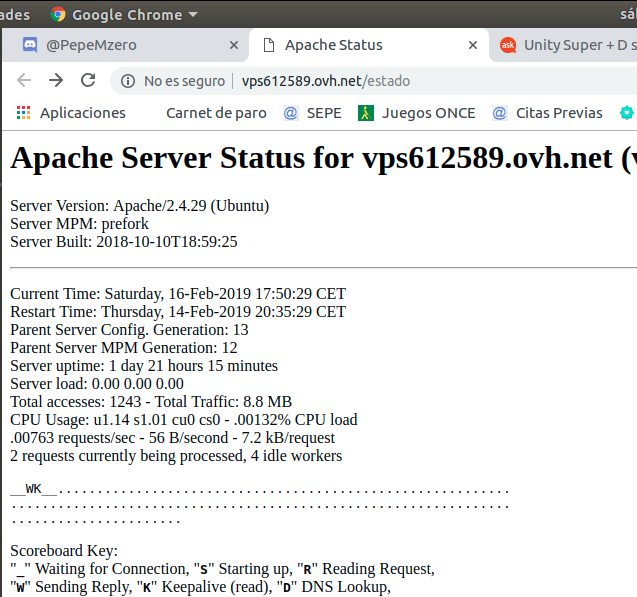 ades Google Chrome sá
@PepeMzero × Apache Status × ask Unity Super + D s
No es seguro | vps612589.ovh.net/estado
Aplicaciones Carnet de paro @ SEPE Juegos ONCE @ Citas Previas
Apache Server Status for vps612589.ovh.net (v
Server Version: Apache/2.4.29 (Ubuntu)
Server MPM: prefork
Server Built: 2018-10-10T18:59:25
Current Time: Saturday, 16-Feb-2019 17:50:29 CET
Restart Time: Thursday, 14-Feb-2019 20:35:29 CET
Parent Server Config. Generation: 13
Parent Server MPM Generation: 12
Server uptime: 1 day 21 hours 15 minutes
Server load: 0.00 0.00 0.00
Total accesses: 1243 - Total Traffic: 8.8 MB
CPU Usage: u1.14 s1.01 cu0 cs0 - .00132% CPU load
.00763 requests/sec - 56 B/second - 7.2 kB/request
2 requests currently being processed, 4 idle workers
__WK__..........................................................
................................................................
......................
Scoreboard Key:
"_" Waiting for Connection, "S" Starting up, "R" Reading Request,
"W" Sending Reply, "K" Keepalive (read), "D" DNS Lookup,